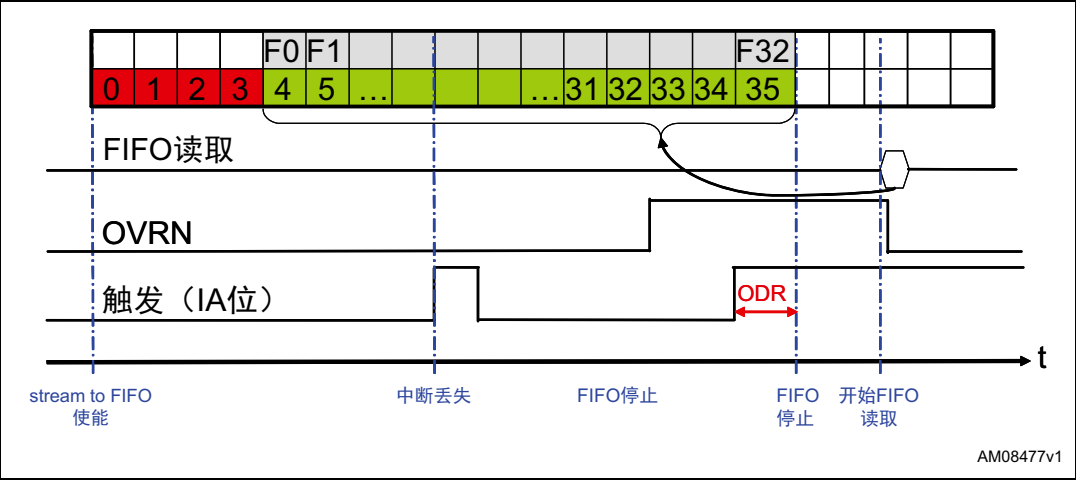 F0 F1 F32
0 1 2 3 4 5 ... ...31 32 33 34 35
FIFO读取
OVRN
触发（IA位）
ODR
t
stream to FIFO 中断丢失 FIFO停止 FIFO 开始FIFO
使能 停止 读取
AM08477v1